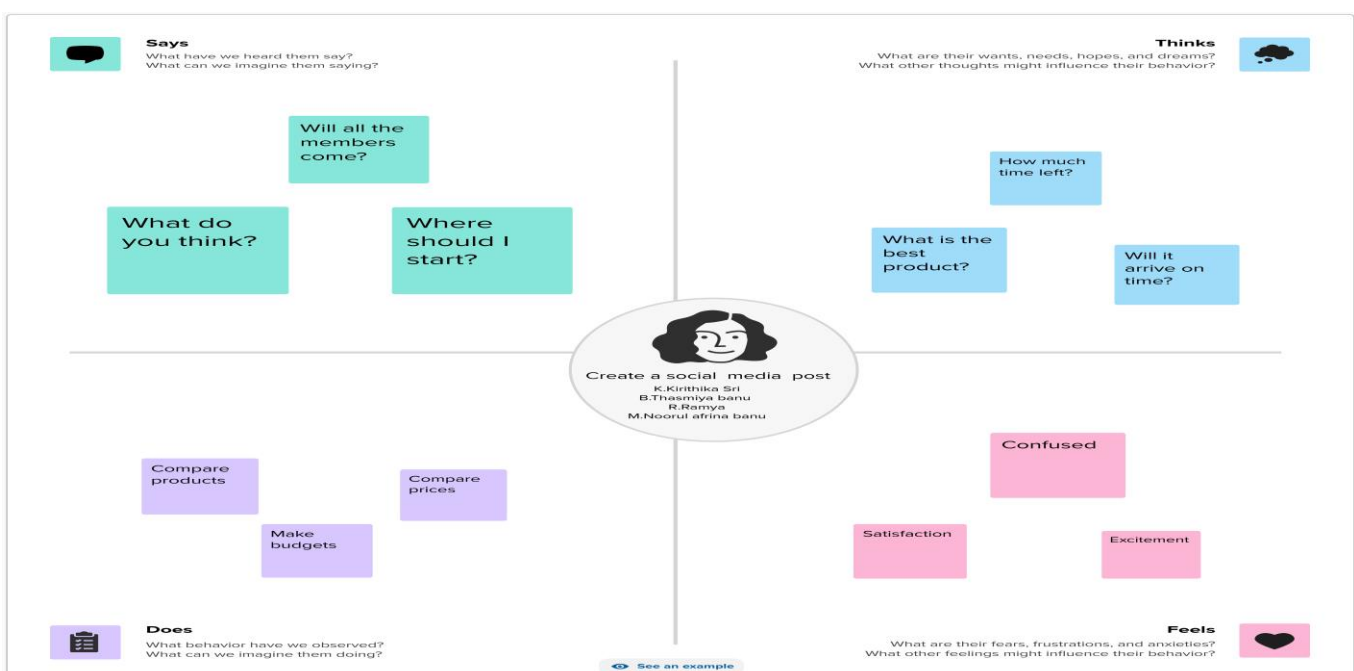 Says
What have we heard them say?
What can we imagine them saying?
Will all the
members
come?
What do
you think?
Where
should I
start?
Thinks
What are their wants, needs, hopes, and dreams?
What other thoughts might influence their behavior?
How much
time left?
What is the
best
product?
Will it
arrive on
time?
Create a social media post
K.Kirithika Sri
B.Thasmiya banu
R.Ramya
M.Noorul afrina banu
Compare
products
Compare
prices
Make
budgets
Does
What behavior have we observed?
What can we imagine them doing?
Confused
Satisfaction
Excitement
Feels
What are their fears, frustrations, and anxieties?
What other feelings might influence their behavior?
See an example